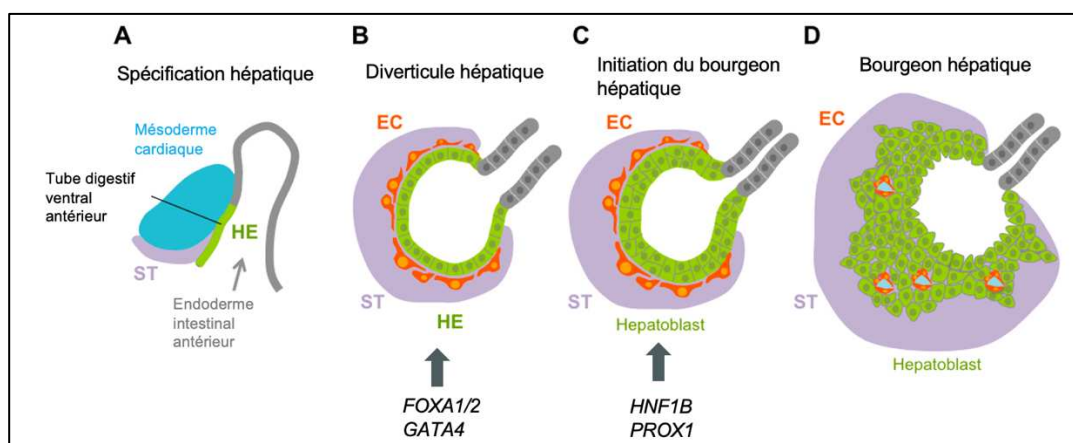 A
Spécification hépatique
Mésoderme
cardiaque
Tube digestif
ventral
antérieur
HE
ST
Endoderme
intestinal
antérieur
B
Diverticule hépatique
EC
ST
HE
FOXA1/2
GATA4
C
Initiation du bourgeon
hépatique
EC
ST
Hepatoblast
HNF1B
PROX1
D
Bourgeon hépatique
EC
ST
Hepatoblast